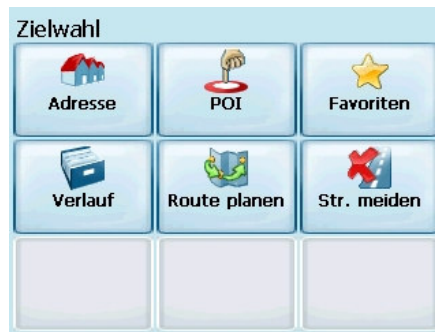 Zielwahl
Adresse
POI
Favoriten
Verlauf
Route planen
Str. meiden